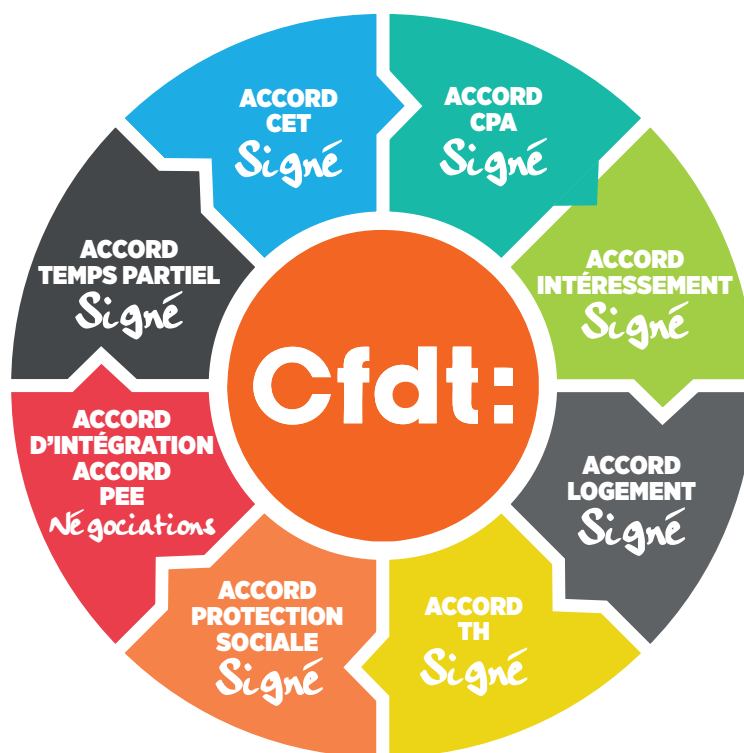 ACCORD
CET
Signé
ACCORD
CPA
Signé
ACCORD
INTÉRESSEMENT
Signé
ACCORD
LOGEMENT
Signé
ACCORD
TH
Signé
ACCORD
PROTECTION
SOCIALE
Signé
ACCORD
D'INTÉGRATION
ACCORD
PEE
Négociations
ACCORD
TEMPS PARTIEL
Signé
Cfdt: